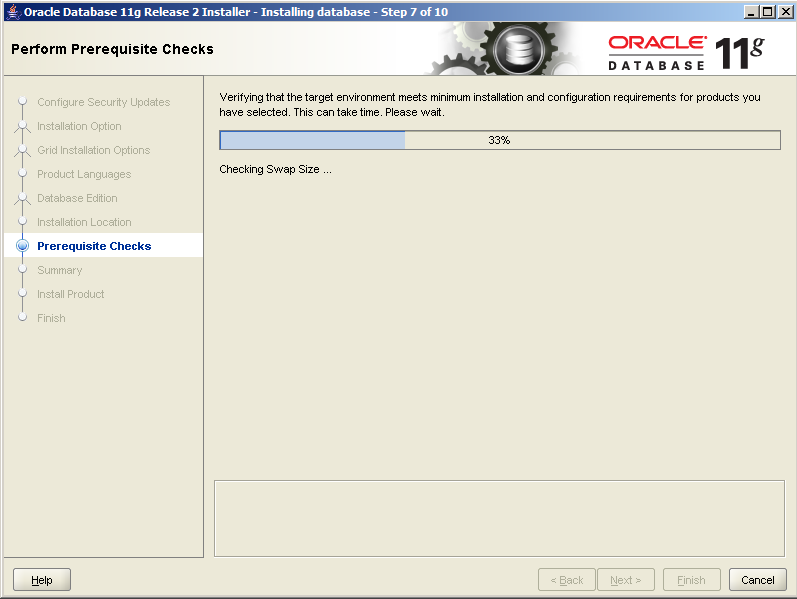 Oracle Database 11g Release 2 Installer - Installing database - Step 7 of 10
Perform Prerequisite Checks
ORACLE
DATABASE
11g
Configure Security Updates
Installation Option
Grid Installation Options
Product Languages
Database Edition
Installation Location
Prerequisite Checks
Summary
Install Product
Finish
Verifying that the target environment meets minimum installation and configuration requirements for products you
have selected. This can take time. Please wait.
33%
Checking Swap Size ...
Help
< Back
Next >
Finish
Cancel